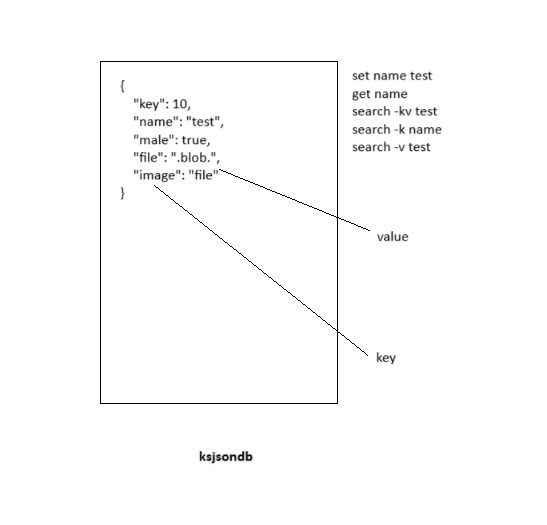 {
"key": 10,
"name": "test",
"male": true,
"file": ".blob.",
"image": "file"
}
set name test
get name
search -kv test
search -k name
search -v test
value
key
ksjsondb